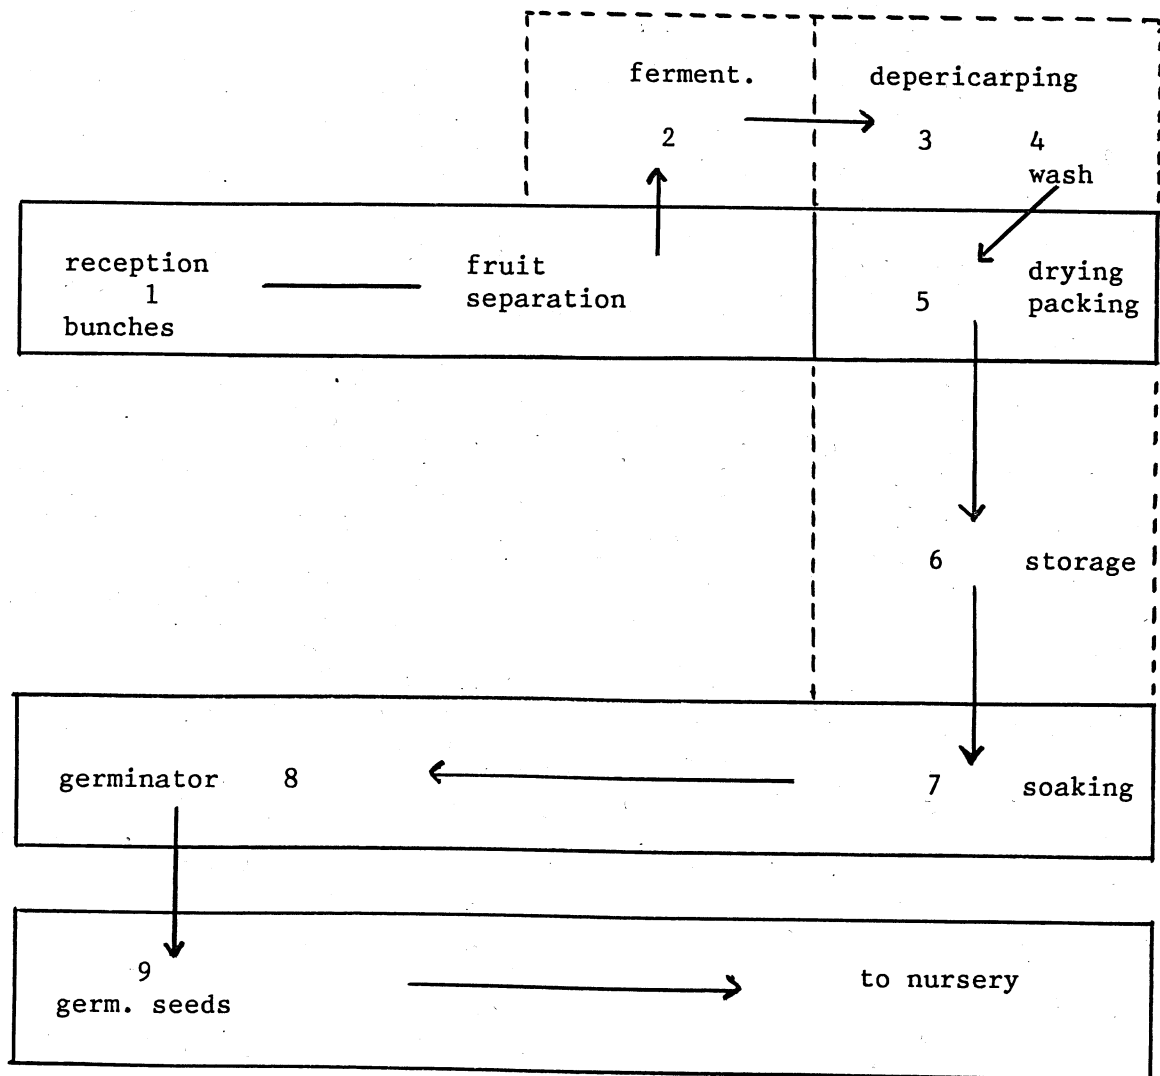 ferment. depericarping
2 3 4
wash
reception
1
bunches
fruit
separation
5
drying
packing
6 storage
germinator 8
7 soaking
9
germ. seeds
to nursery